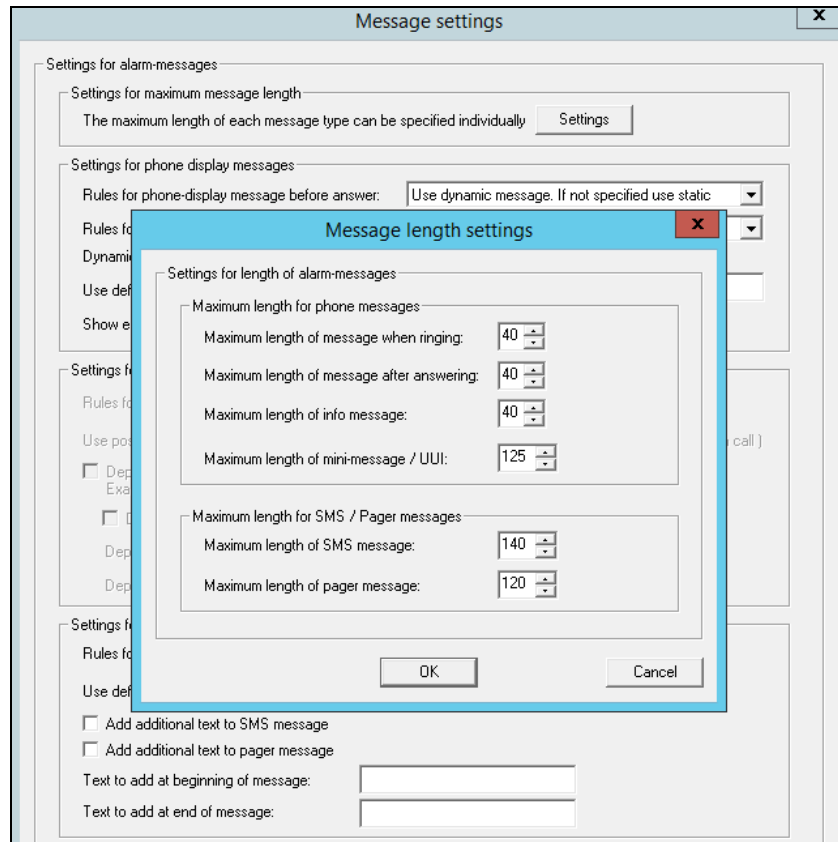 Message settings
x
Settings for alarm-messages
Settings for maximum message length
The maximum length of each message type can be specified individually
Settings
Settings for phone display messages
Rules for phone-display message before answer:
Use dynamic message. If not specified use static
Rules fo
Dynami
Use def
Show e
Message length settings
x
Settings for length of alarm-messages
Maximum length for phone messages
Maximum length of message when ringing: 40
Maximum length of message after answering: 40
Maximum length of info message: 40
Maximum length of mini-message / UUI: 125
Maximum length for SMS / Pager messages
Maximum length of SMS message: 140
Maximum length of pager message: 120
OK
Cancel
Settings f
Rules fo
Use pos
call )
Dep
Exa
Dep
Dep
Settings f
Rules fo
Use def
Add additional text to SMS message
Add additional text to pager message
Text to add at beginning of message:
Text to add at end of message: